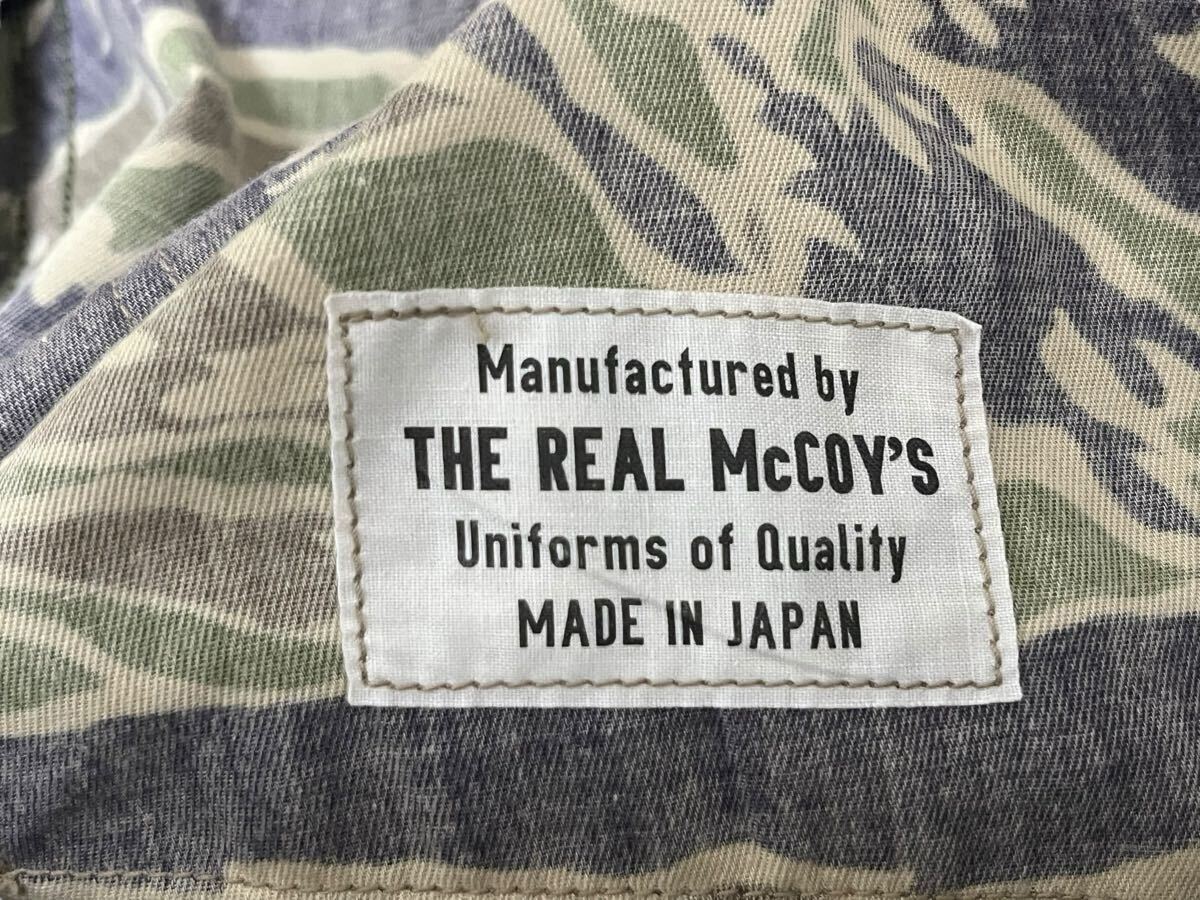 Manufactured by
THE REAL McCOY'S
Uniforms of Quality
MADE IN JAPAN